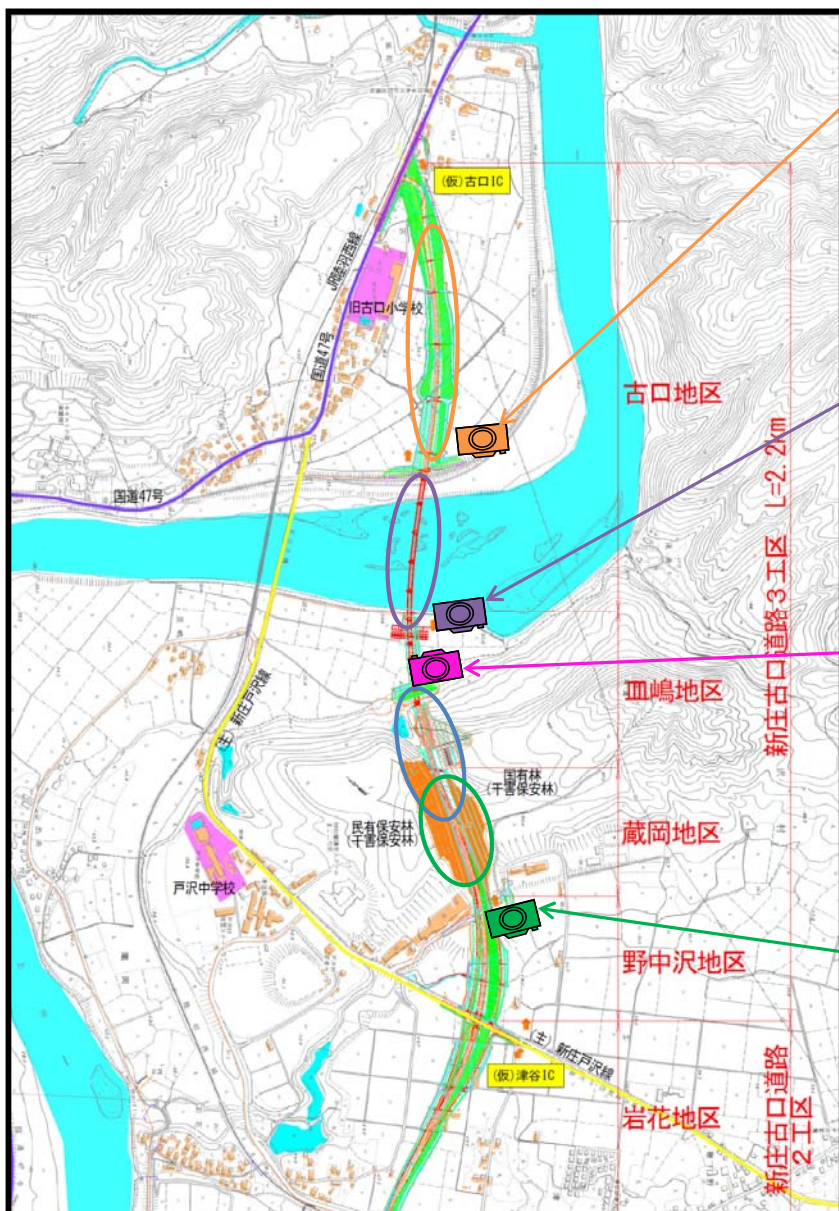 (仮)古口IC
JR陸羽西線
旧古口小学校
国道47号
国道47号
古口地区
新庄古口道路3工区 L=2.2km
(主)新庄戸沢線
皿嶋地区
国有林
(干害保安林)
民有保安林
(干害保安林)
蔵岡地区
戸沢中学校
野中沢地区
(主)新庄戸沢線
(仮)津谷IC
岩花地区
新庄古口道路
2工区